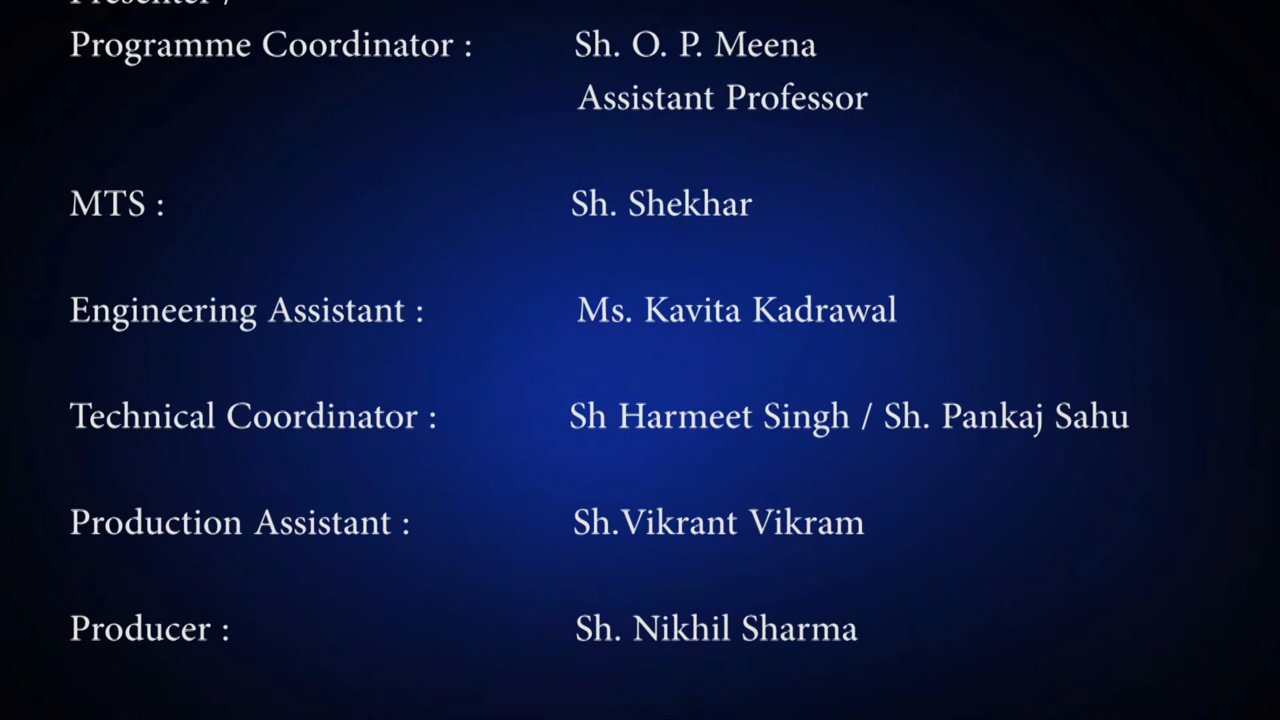 Presenter /
Programme Coordinator : Sh. O. P. Meena
Assistant Professor
MTS : Sh. Shekhar
Engineering Assistant : Ms. Kavita Kadrawal
Technical Coordinator : Sh Harmeet Singh / Sh. Pankaj Sahu
Production Assistant : Sh.Vikrant Vikram
Producer : Sh. Nikhil Sharma